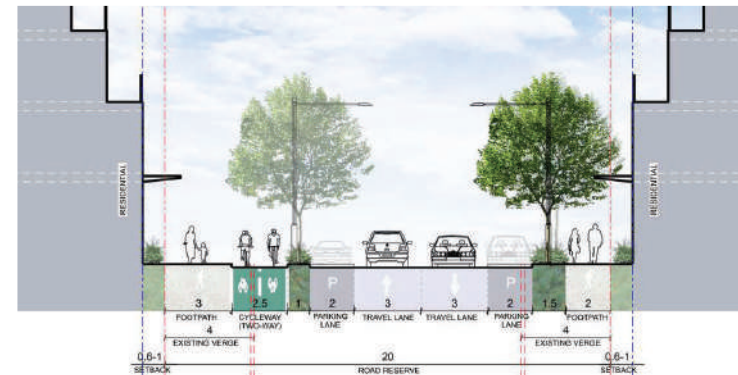 RESIDENTIAL
RESIDENTIAL
P
P
3
2.5
1
2
3
3
2
1.5
2
FOOTPATH
CYCLEWAY
(TWO-WAY)
PARKING
LANE
TRAVEL LANE
TRAVEL LANE
PARKING
LANE
FOOTPATH
4
EXISTING VERGE
4
EXISTING VERGE
0.6-1
SETBACK
20
ROAD RESERVE
0.6-1
SETBACK